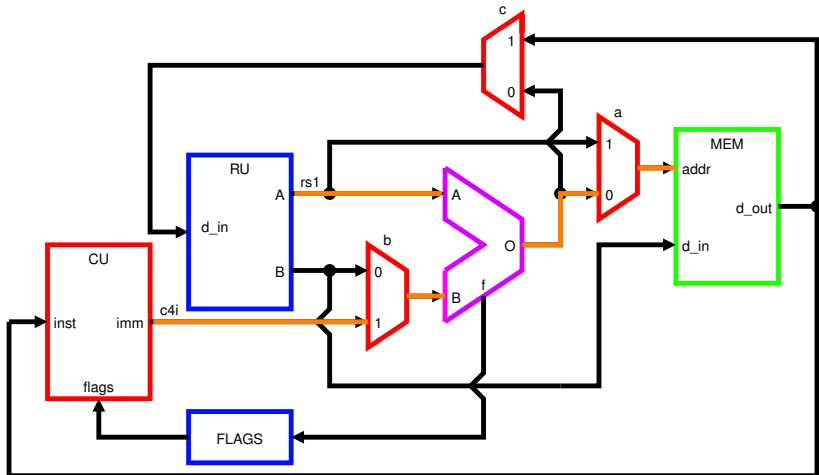 c
1
0
a
1
0
MEM
addr
d_out
d_in
RU
A
rs1
d_in
B
A
O
B
f
b
0
1
CU
inst
imm
c4i
flags
FLAGS